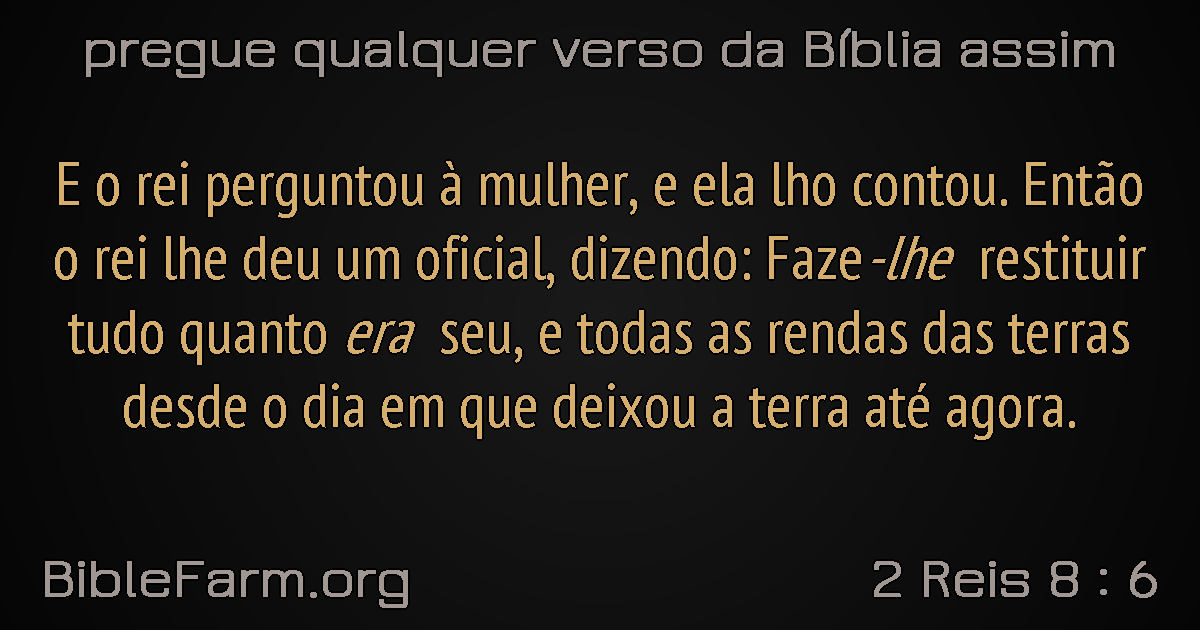 pregue qualquer verso da Bíblia assim
E o rei perguntou à mulher, e ela lho contou. Então
o rei lhe deu um oficial, dizendo: Faze-lhe restituir
tudo quanto era seu, e todas as rendas das terras
desde o dia em que deixou a terra até agora.
BibleFarm.org
2 Reis 8 : 6